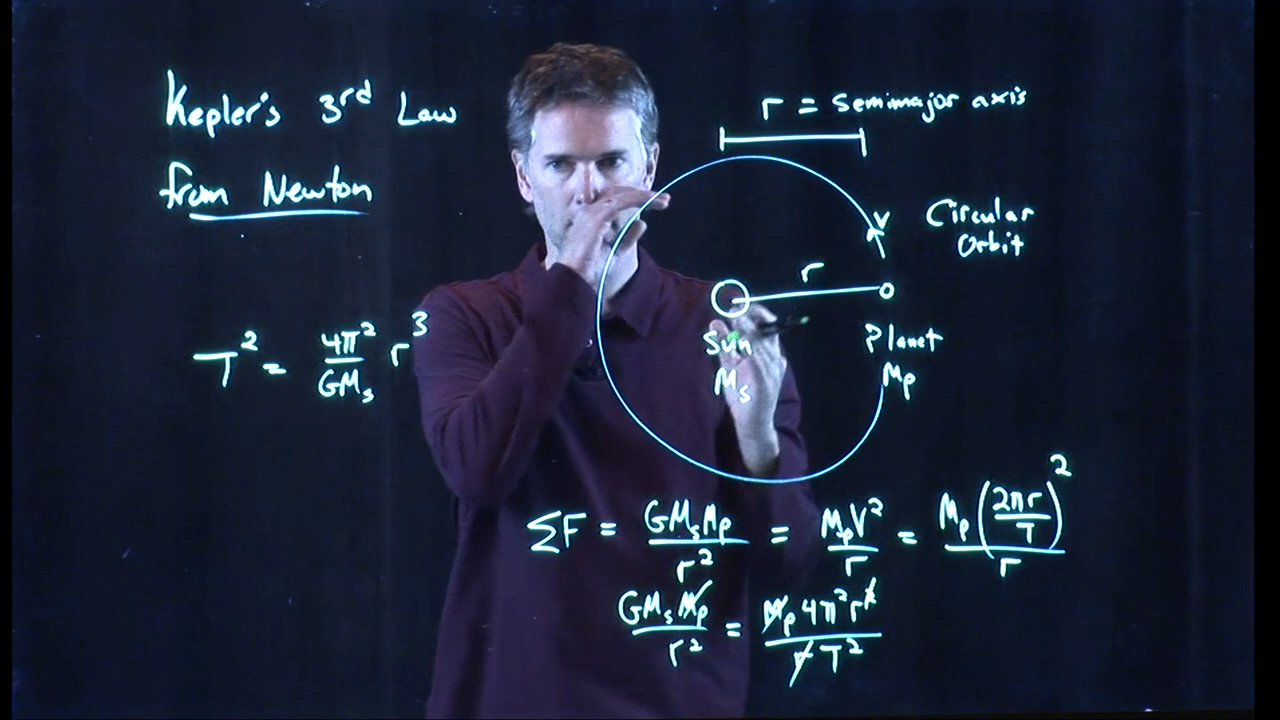 Kepler's 3rd Law
from Newton
T² = 4π²/GMs r³
r = semimajor axis
v
Circular
Orbit
r
Sun
Ms
Planet
Mp
ΣF = GMsMp/r² = MpV²/r = Mp(2πr/T)²/r
GMsMp/r² = Mp4π²r²/rT²